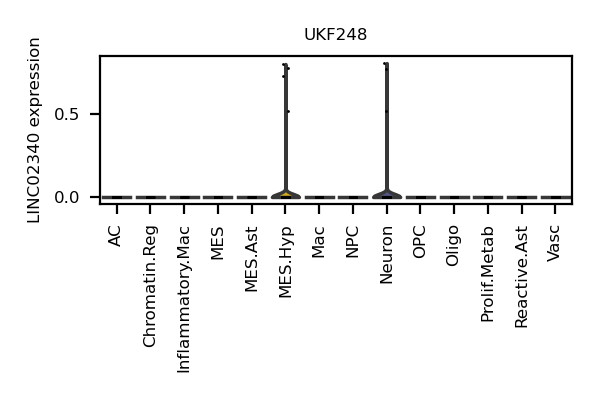 UKF248
LINC02340 expression
0.5
0.0
AC
Chromatin.Reg
Inflammatory.Mac
MES
MES.Ast
MES.Hyp
Mac
NPC
Neuron
OPC
Oligo
Prolif.Metab
Reactive.Ast
Vasc